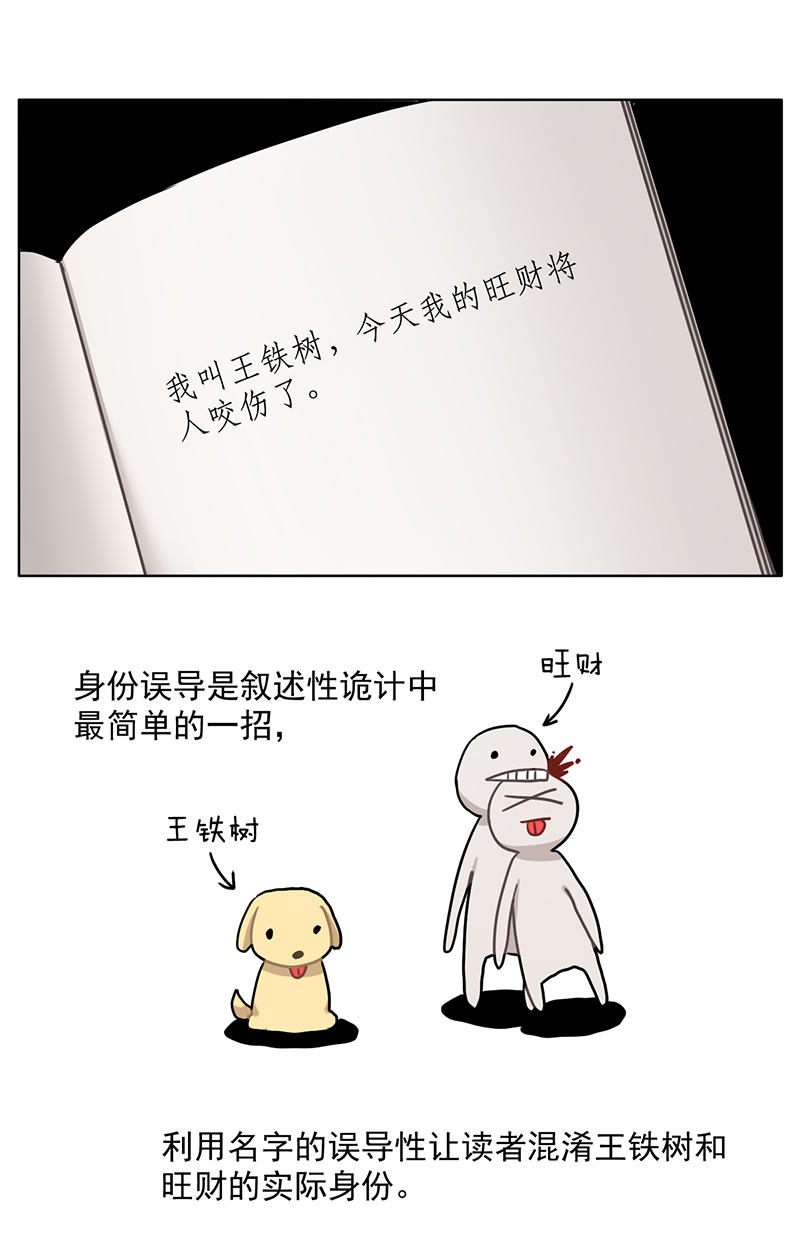 我叫王铁树，今天我的旺财将
人咬伤了。
身份误导是叙述性诡计中
最简单的一招，
旺财
王铁树
利用名字的误导性让读者混淆王铁树和
旺财的实际身份。